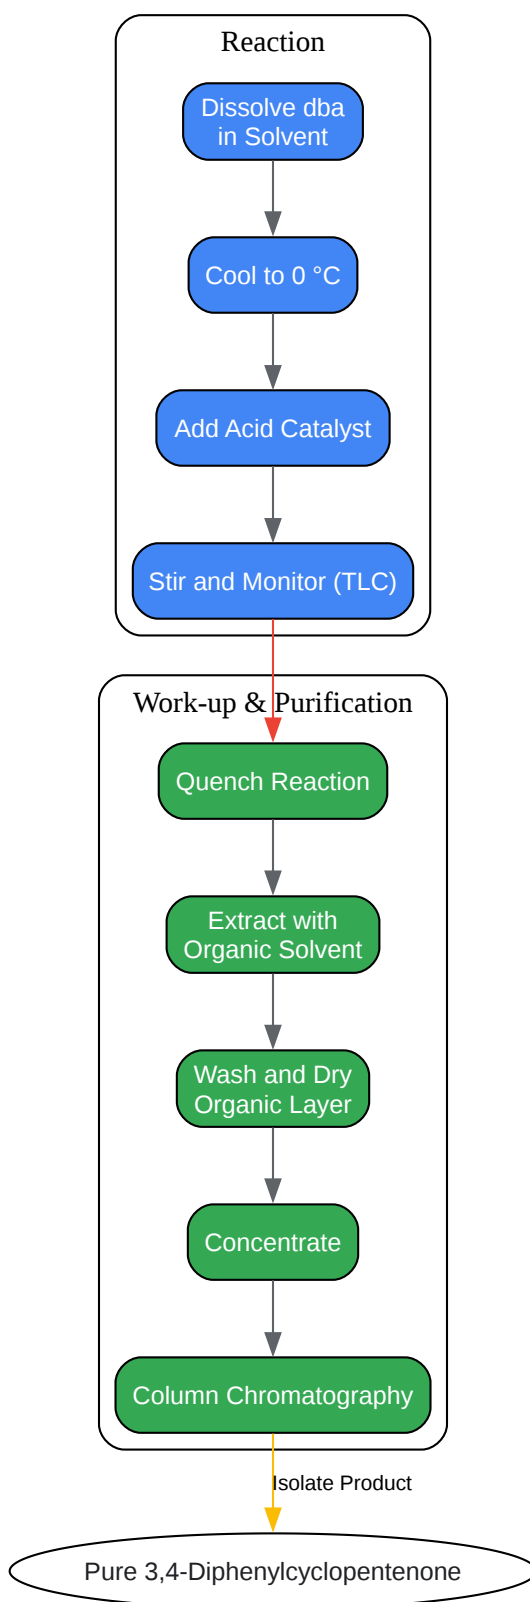 Reaction
Dissolve dba
in Solvent
Cool to 0 °C
Add Acid Catalyst
Stir and Monitor (TLC)
Work-up & Purification
Quench Reaction
Extract with
Organic Solvent
Wash and Dry
Organic Layer
Concentrate
Column Chromatography
Isolate Product
Pure 3,4-Diphenylcyclopentenone